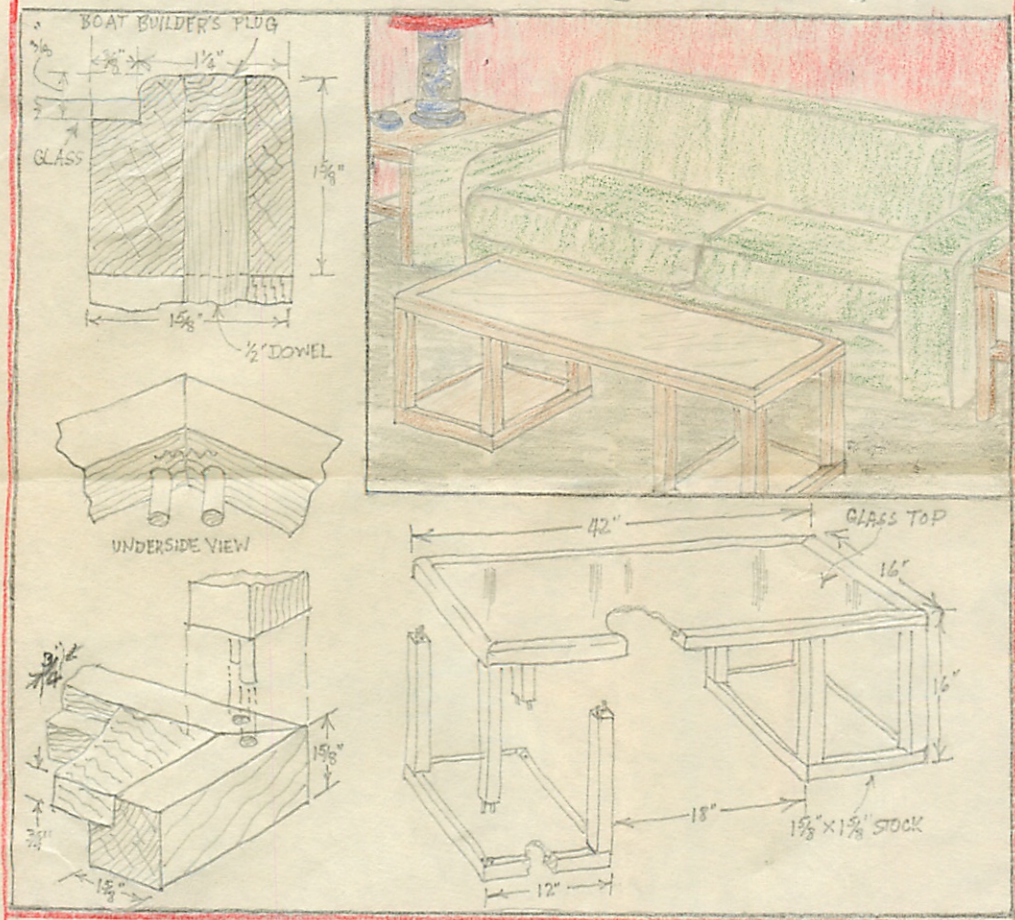 BOAT BUILDER'S PLUG
3/8"
3/8"
1 1/4"
GLASS
1 5/8"
1 5/8"
1/2" DOWEL
UNDERSIDE VIEW
3/4"
1 5/8"
1 5/8"
42"
GLASS TOP
16"
16"
18"
1 5/8" × 1 5/8" STOCK
12"